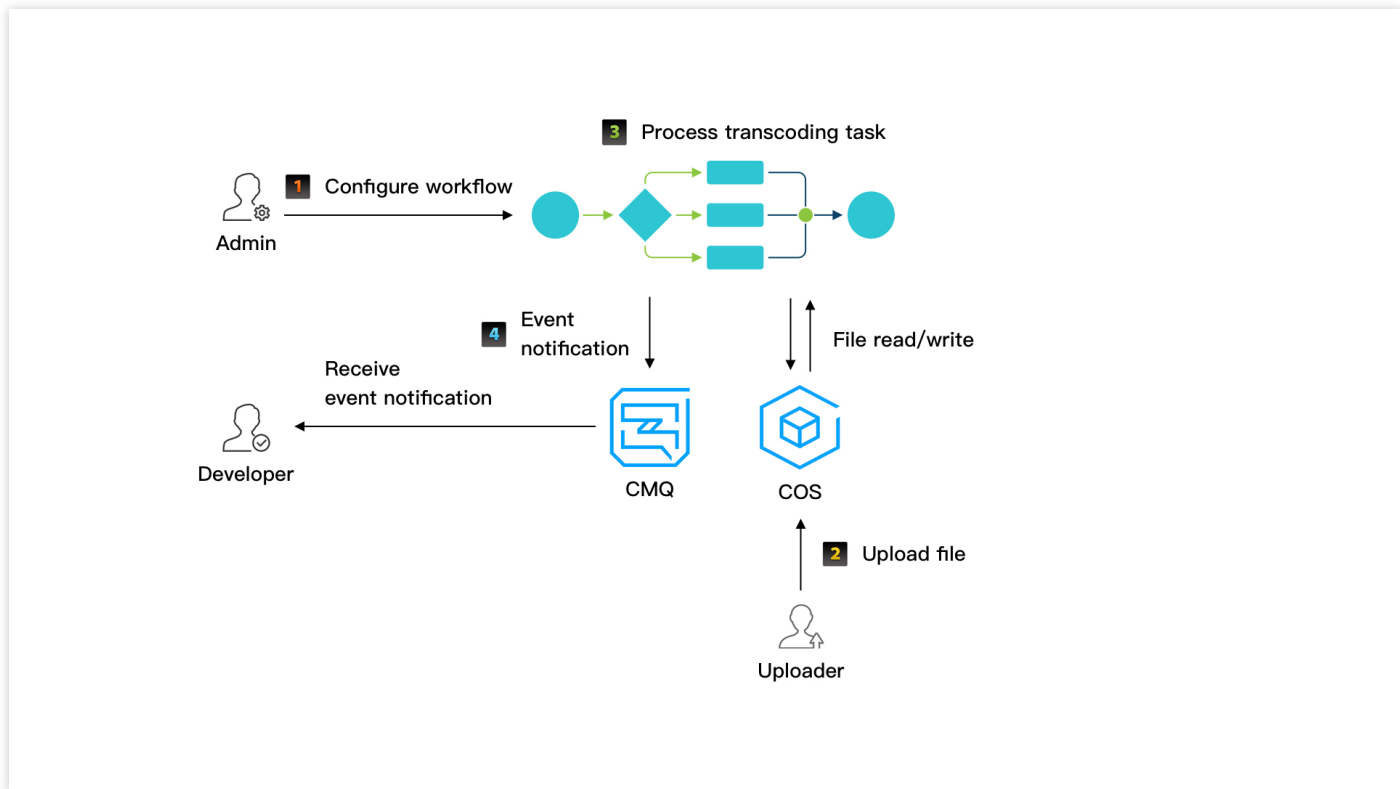 3 Process transcoding task
1 Configure workflow
Admin
4 Event
notification
File read/write
Receive
event notification
Developer
CMQ
COS
2 Upload file
Uploader